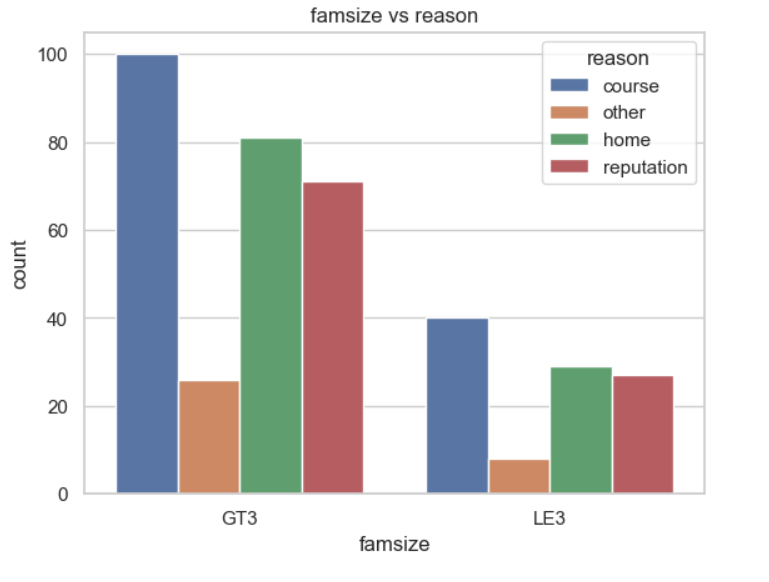 famsize vs reason
100
80
60
40
20
0
count
reason
course
other
home
reputation
GT3
LE3
famsize